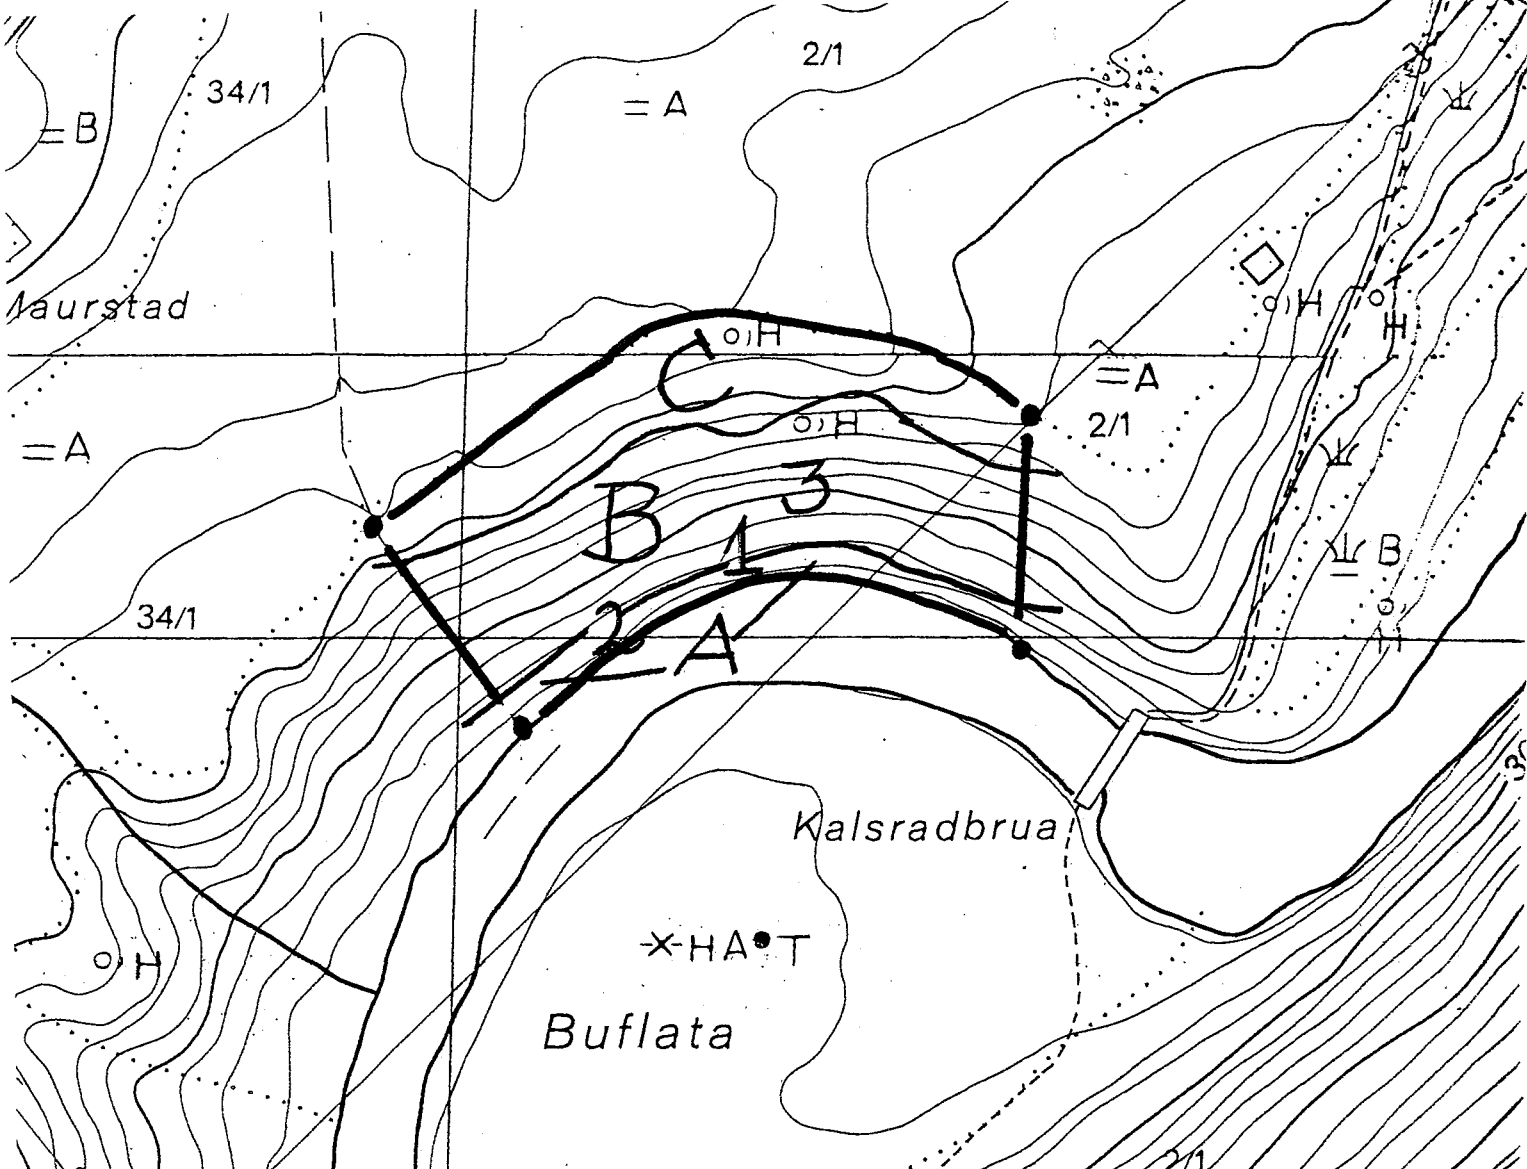 2/1
34/1
= A
= B
Maurstad
H
H
H
C
= A
H
2/1
= A
3
B
1
B
34/1
2
A
H
H
Kalsradbrua
HA T
H
Buflata
2/1